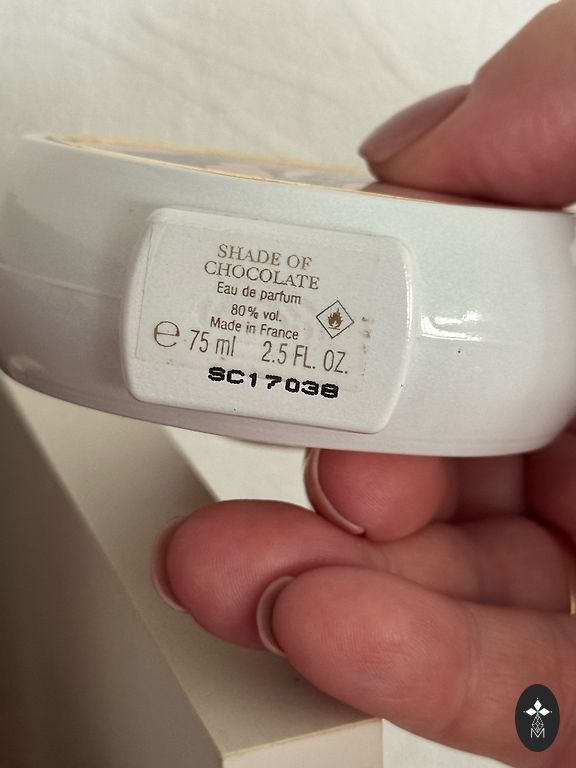 SHADE OF
CHOCOLATE
Eau de parfum
80% vol.
Made in France
e 75 ml 2.5 FL. OZ.
SC17038
M